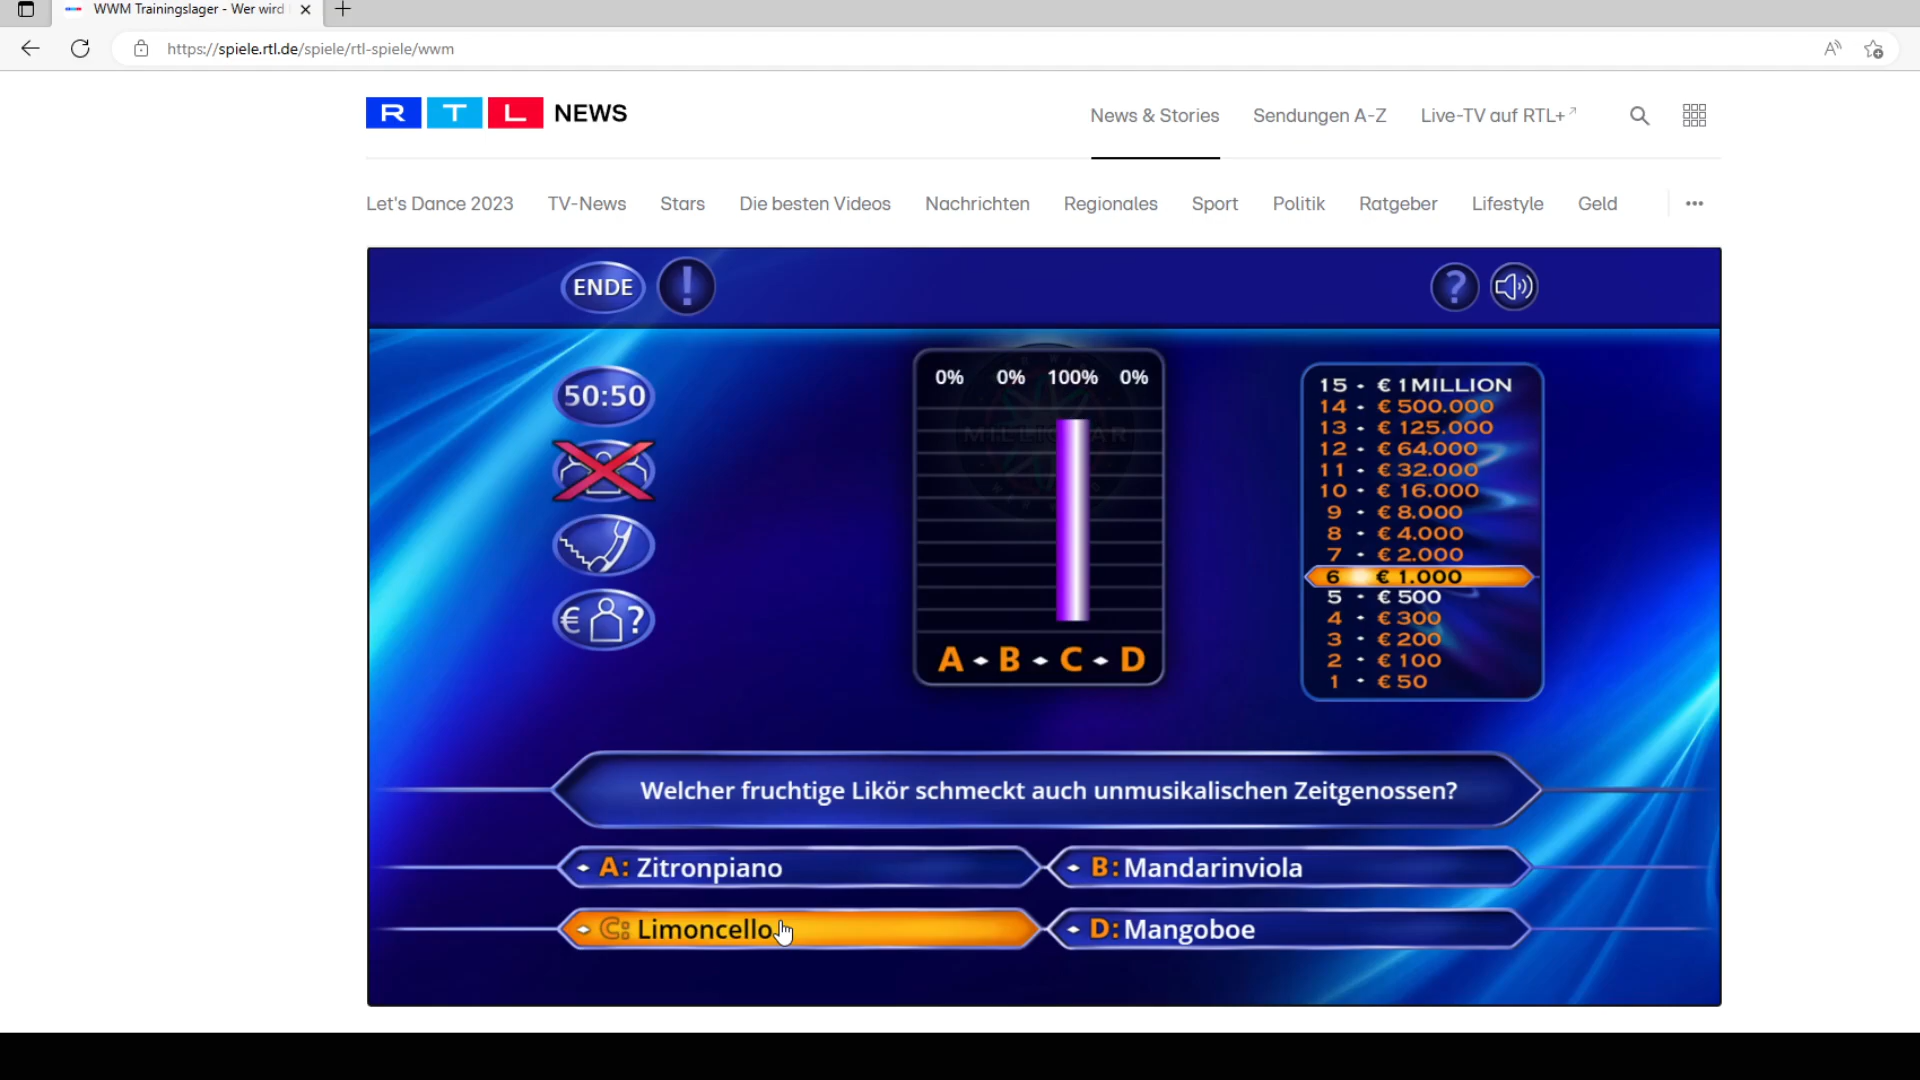 WWM Trainingslager - Wer wird
https://spiele.rtl.de/spiele/rtl-spiele/wwm
RTL NEWS
News & Stories Sendungen A-Z Live-TV auf RTL+
Let's Dance 2023 TV-News Stars Die besten Videos Nachrichten Regionales Sport Politik Ratgeber Lifestyle Geld
ENDE ! ?
50:50
€ ?
0% 0% 100% 0%
A B C D
15 · € 1 MILLION
14 · € 500.000
13 · € 125.000
12 · € 64.000
11 · € 32.000
10 · € 16.000
9 · € 8.000
8 · € 4.000
7 · € 2.000
6 € 1.000
5 · € 500
4 · € 300
3 · € 200
2 · € 100
1 · € 50
Welcher fruchtige Likör schmeckt auch unmusikalischen Zeitgenossen?
A: Zitronpiano
B: Mandarinviola
C: Limoncello
D: Mangoboe